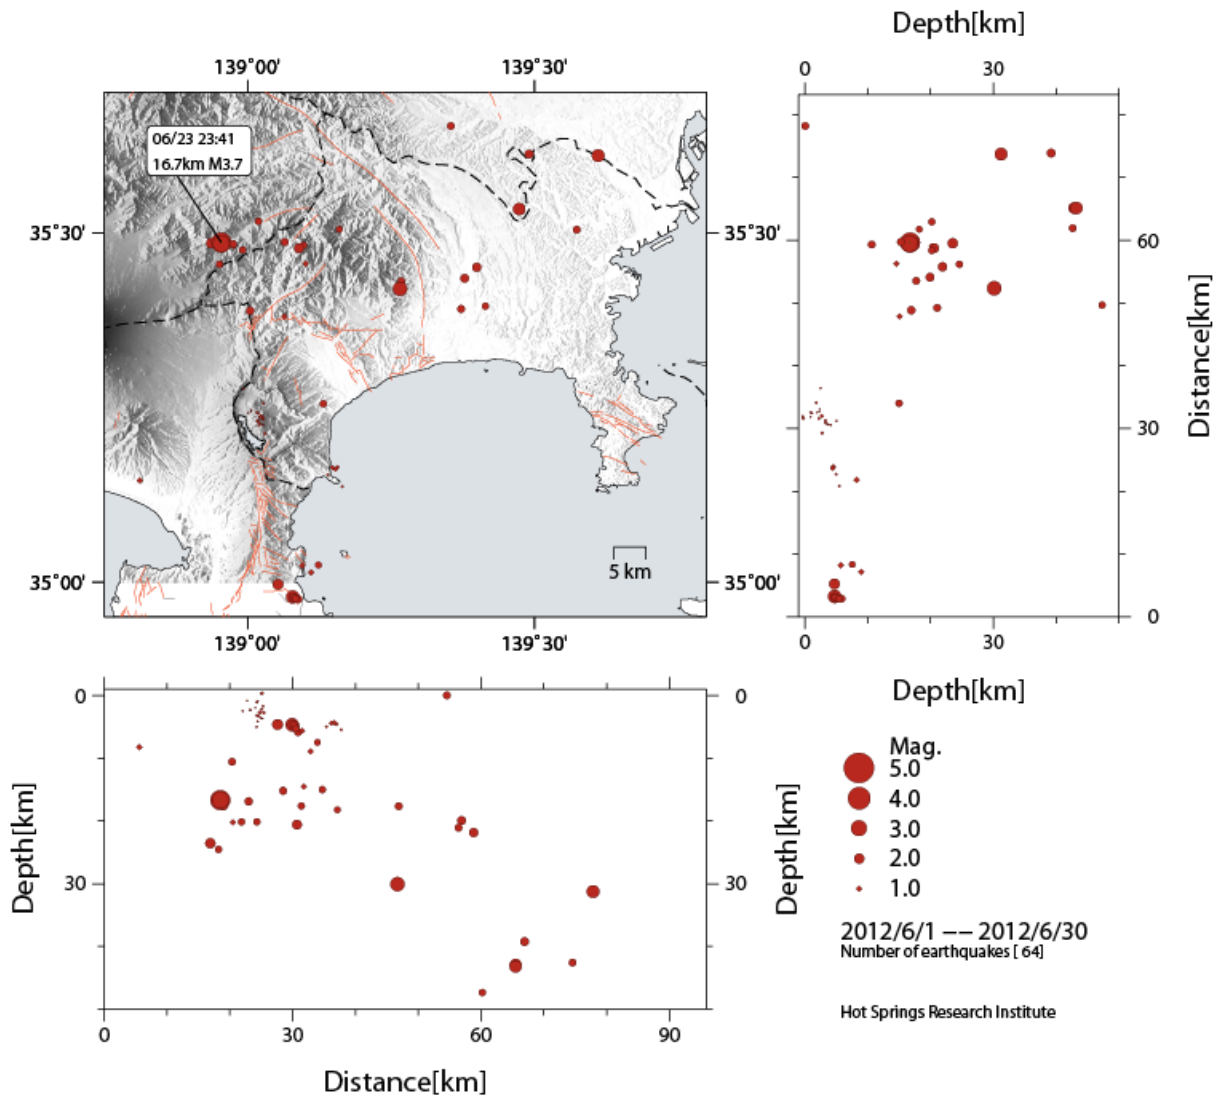 Depth[km]
0 30
139°00' 139°30'
06/23 23:41
16.7km M3.7
35°30' 35°30'
60
Distance[km]
30
5 km
35°00' 35°00'
0
139°00' 139°30'
0 30
Depth[km]
0 0
Depth[km]
30 30
Depth[km]
0 30 60 90
Distance[km]
Mag.
5.0
4.0
3.0
2.0
1.0
2012/6/1 −− 2012/6/30
Number of earthquakes [ 64]
Hot Springs Research Institute